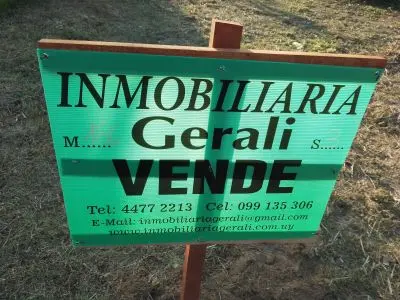 INMOBILIARIA
Gerali
M...... S......
VENDE
Tel: 4477 2213 Cel: 099 135 306
E-Mail: inmobiliariagerali@gmail.com
www.inmobiliariagerali.com.uy